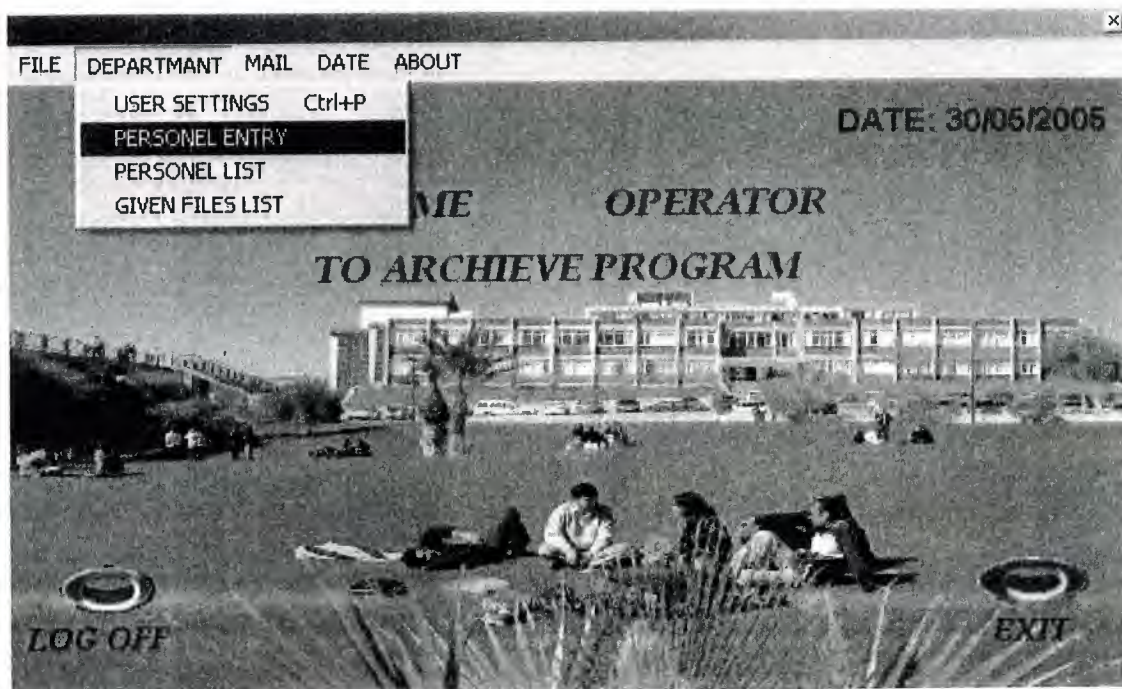 FILE DEPARTMANT MAIL DATE ABOUT
USER SETTINGS Ctrl+P
PERSONEL ENTRY
PERSONEL LIST
GIVEN FILES LIST
DATE: 30/05/2005
ME OPERATOR
TO ARCHIEVE PROGRAM
LOG OFF
EXIT